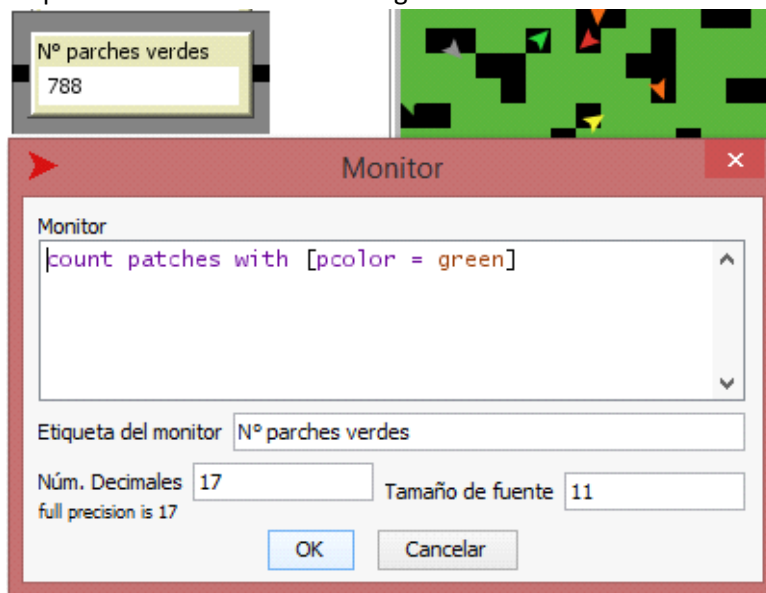 Nº parches verdes
788
Monitor
Monitor
count patches with [pcolor = green]
Etiqueta del monitor Nº parches verdes
Núm. Decimales 17
Tamaño de fuente 11
full precision is 17
OK Cancelar